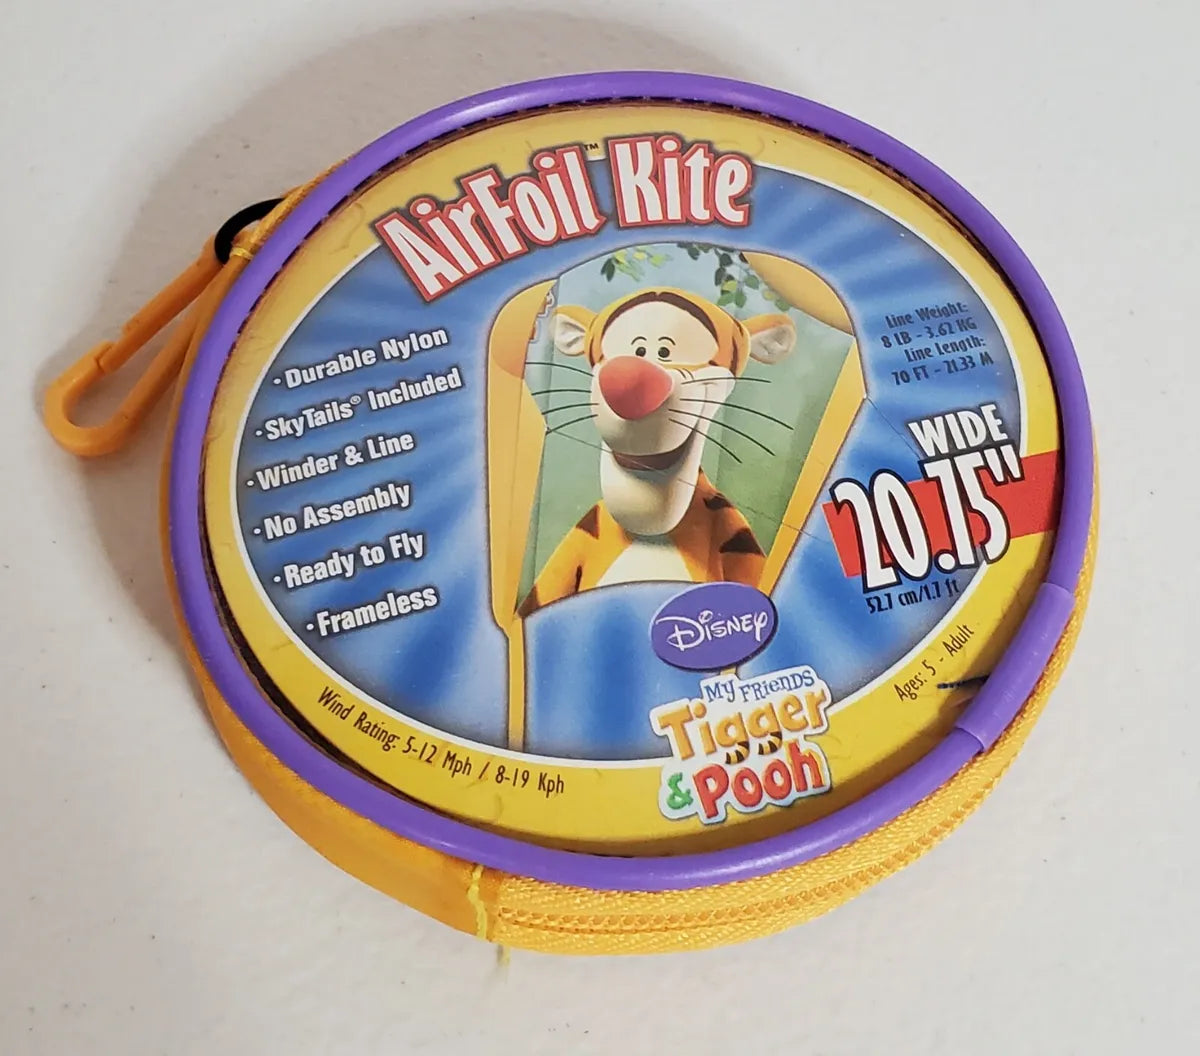 AirFoil Kite™
• Durable Nylon
• SkyTails® Included
• Winder & Line
• No Assembly
• Ready to Fly
• Frameless
Line Weight:
8 LB - 3.62 KG
Line Length:
70 FT - 21.33 M
WIDE
20.75"
52.7 cm/1.7 ft
Disney
My Friends
Tigger
& Pooh
Ages: 5 - Adult
Wind Rating: 5-12 Mph / 8-19 Kph